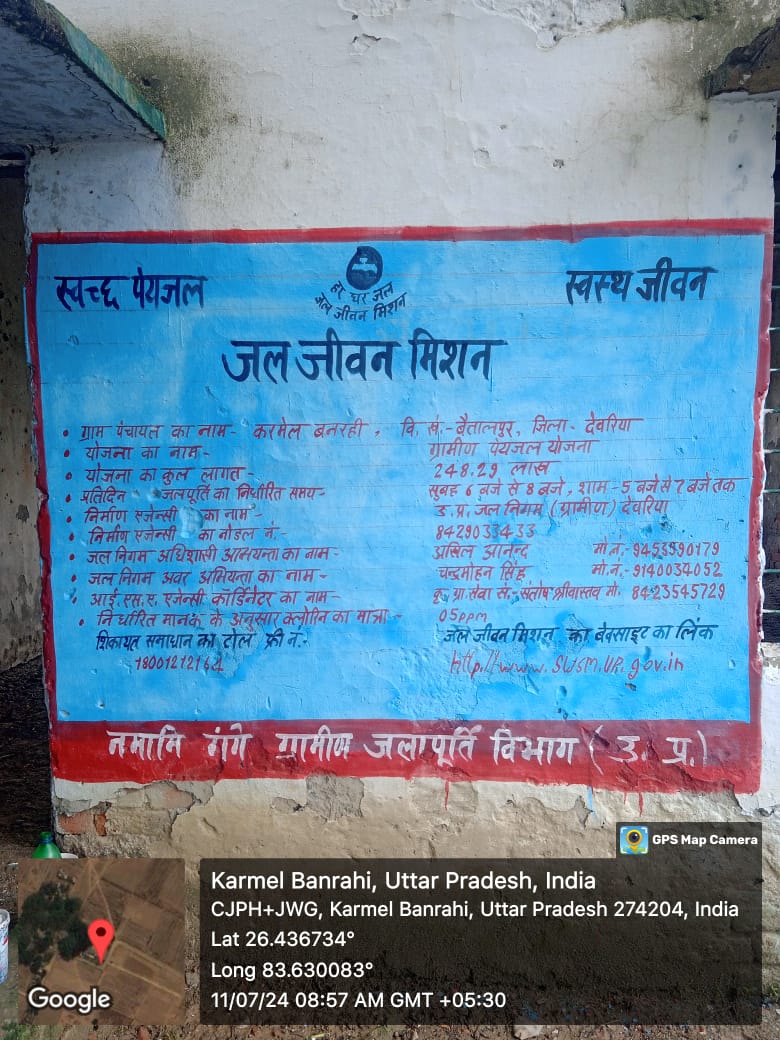 स्वच्छ पेयजल
हर घर जल
जल जीवन मिशन
स्वस्थ जीवन
जल जीवन मिशन
• ग्राम पंचायत का नाम- करमेल बनरही, वि. खं.- बैतालपुर, जिला- देवरिया
• योजना का नाम- ग्रामीण पेयजल योजना
• योजना का कुल लागत- 248.29 लाख
• प्रतिदिन जलपूर्ति का निर्धारित समय- सुबह 6 बजे से 8 बजे, शाम-5 बजे से 7 बजे तक
• निर्माण एजेन्सी का नाम- उ.प्र. जल निगम (ग्रामीण) देवरिया
• निर्माण एजेन्सी का नोडल नं:- 8429033433
• जल निगम अधिशासी अभियन्ता का नाम- अखिल आनन्द मो.नं.-9453590179
• जल निगम अवर अभियन्ता का नाम- चन्द्रमोहन सिंह मो.नं.-9140034052
• आई.एस.ए. एजेन्सी कॉर्डिनेटर का नाम- कृ.ग्रा.सेवा सं.-संतोष श्रीवास्तव मो. 8423545729
• निर्धारित मानक के अनुसार क्लोरिन का मात्रा- 05ppm
शिकायत समाधान का टोल फ्री नं.- जल जीवन मिशन का बेवसाइट का लिंक
18001212164 http//www.SWSM.UP.gov.in
नमामि गंगे ग्रामीण जलापूर्ति विभाग (उ. प्र.)
GPS Map Camera
Karmel Banrahi, Uttar Pradesh, India
CJPH+JWG, Karmel Banrahi, Uttar Pradesh 274204, India
Lat 26.436734°
Long 83.630083°
11/07/24 08:57 AM GMT +05:30
Google